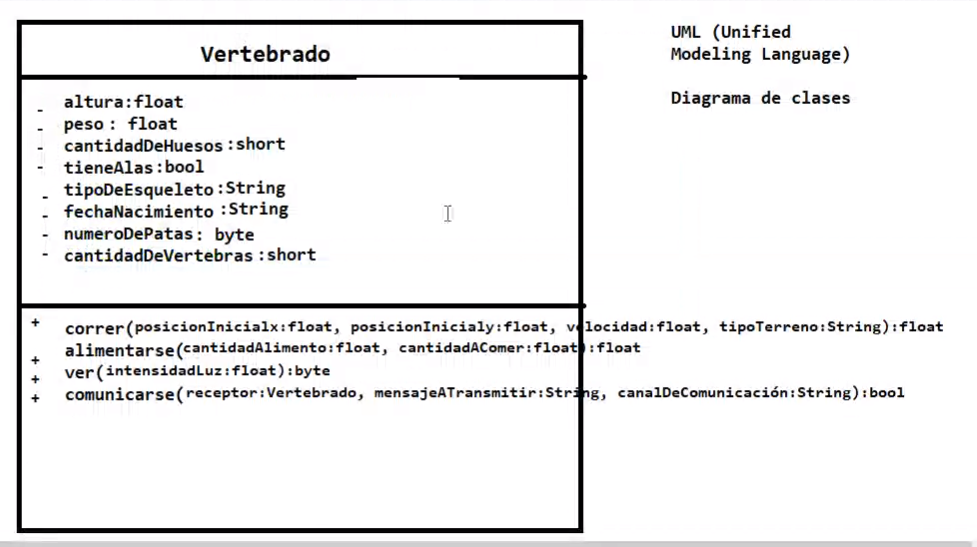 Vertebrado
- altura:float
- peso : float
- cantidadDeHuesos :short
- tieneAlas:bool
- tipoDeEsqueleto :String
- fechaNacimiento :String
- numeroDePatas: byte
- cantidadDeVertebras :short
+ correr(posicionInicialx:float, posicionInicialy:float, velocidad:float, tipoTerreno:String):float
+ alimentarse(cantidadAlimento:float, cantidadAComer:float):float
+ ver(intensidadLuz:float):byte
+ comunicarse(receptor:Vertebrado, mensajeATransmitir:String, canalDeComunicación:String):bool
UML (Unified
Modeling Language)
Diagrama de clases